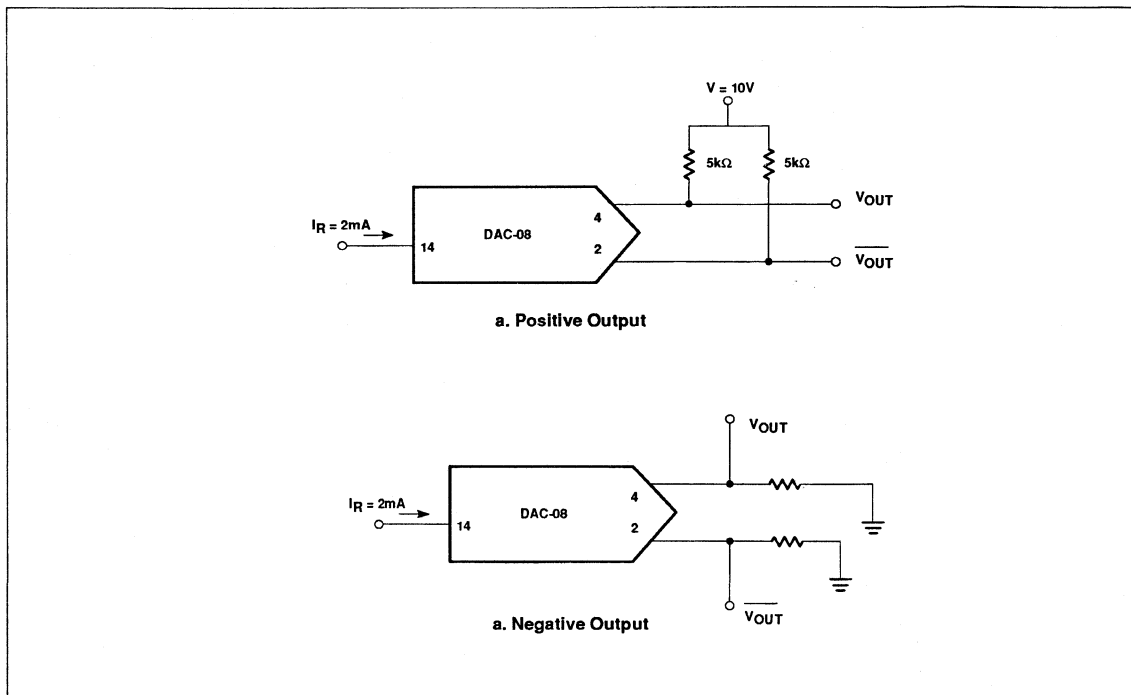 V = 10V
5kΩ 5kΩ
4 VOUT
IR = 2mA
14 DAC-08
2 VOUT
a. Positive Output
VOUT
4
IR = 2mA
14 DAC-08
2
VOUT
a. Negative Output